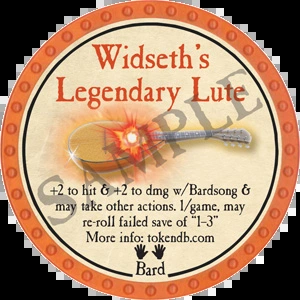 Widseth's
Legendary Lute
SAMPLE
+2 to hit & +2 to dmg w/Bardsong &
may take other actions. 1/game, may
re-roll failed save of "1-3"
More info: tokendb.com
Bard